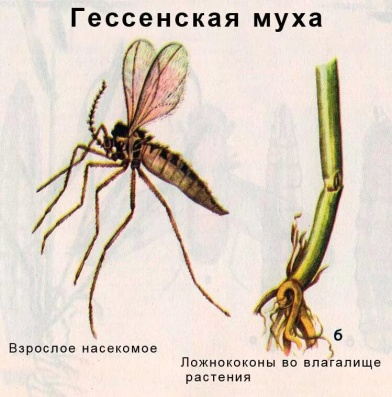 Гессенская муха
б
Взрослое насекомое
Ложнококоны во влагалище
растения